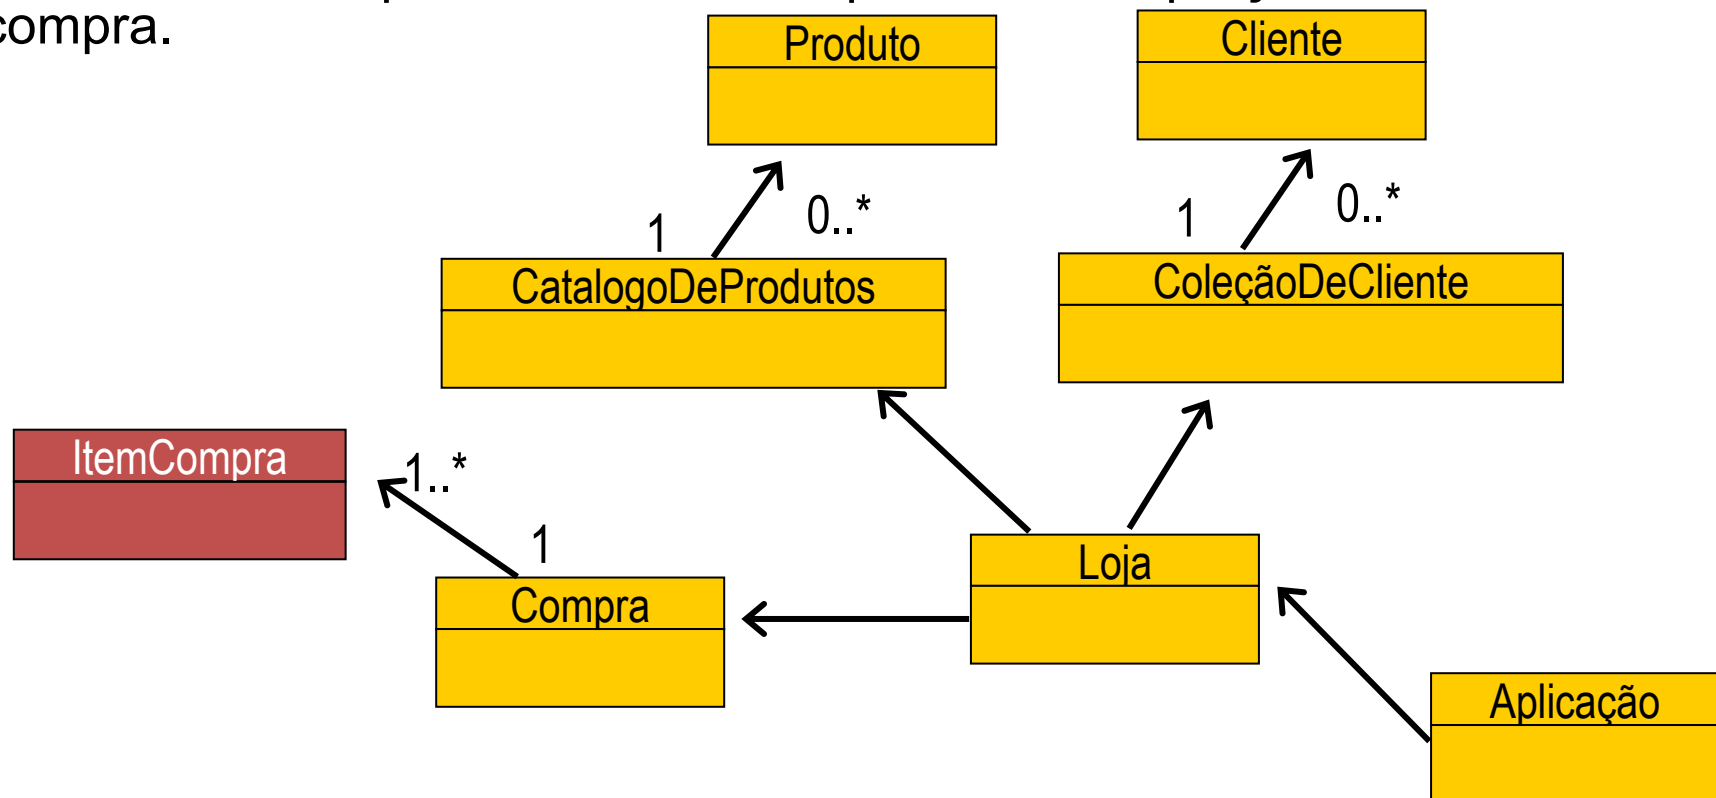 compra.
Produto
Cliente
1
0..*
1
0..*
CatalogoDeProdutos
ColeçãoDeCliente
ItemCompra
1..*
1
Compra
Loja
Aplicação